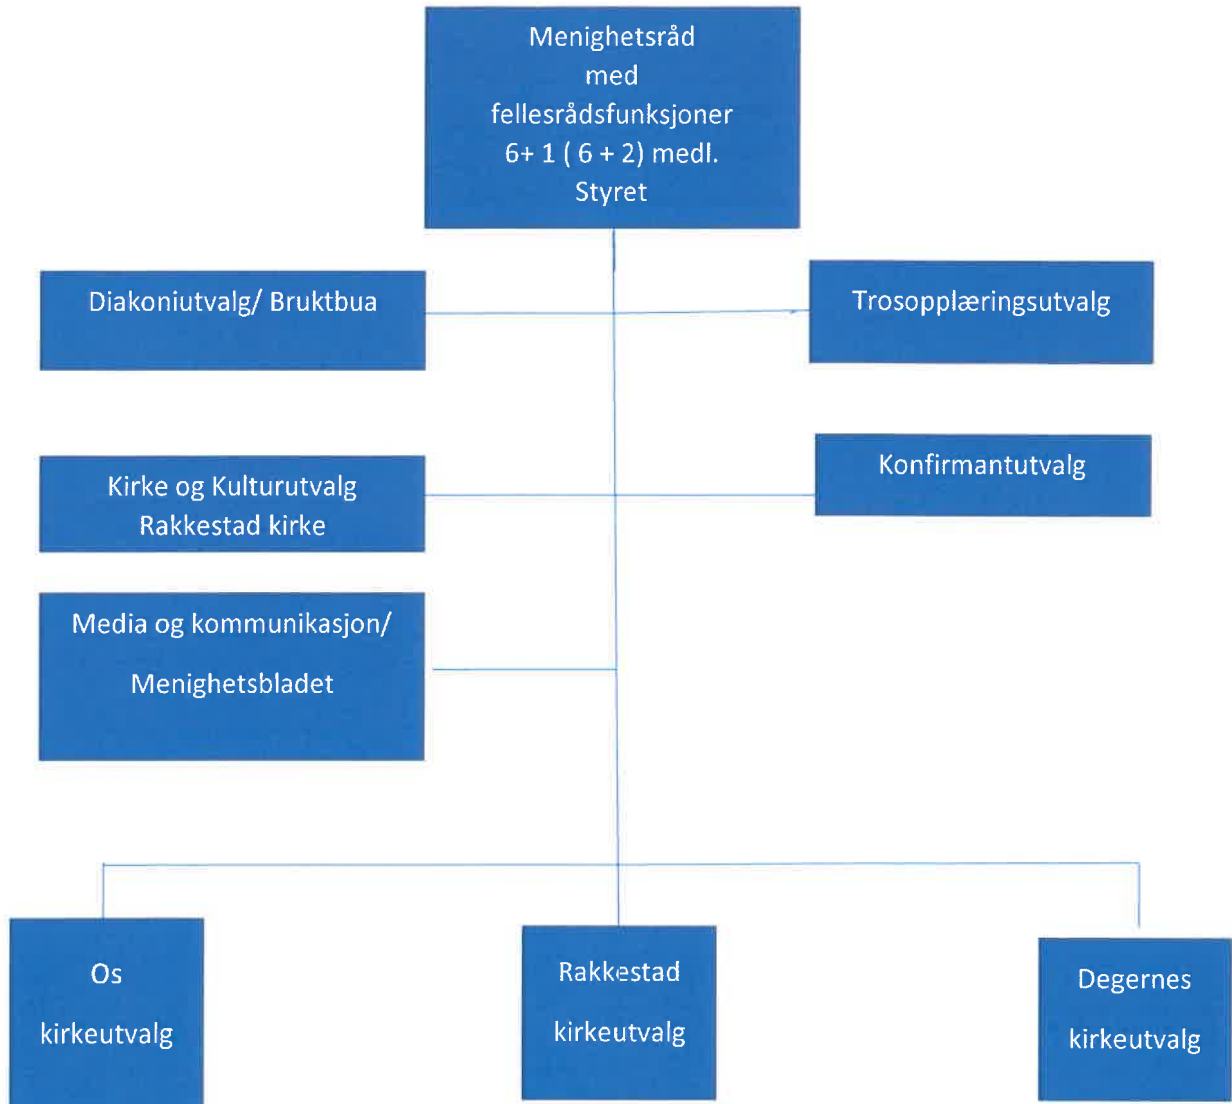 Menighetsråd
med
fellesrådsfunksjoner
6+ 1 ( 6 + 2) medl.
Styret
Diakoniutvalg/ Bruktbua
Trosopplæringsutvalg
Kirke og Kulturutvalg
Rakkestad kirke
Konfirmantutvalg
Media og kommunikasjon/
Menighetsbladet
Os
kirkeutvalg
Rakkestad
kirkeutvalg
Degernes
kirkeutvalg